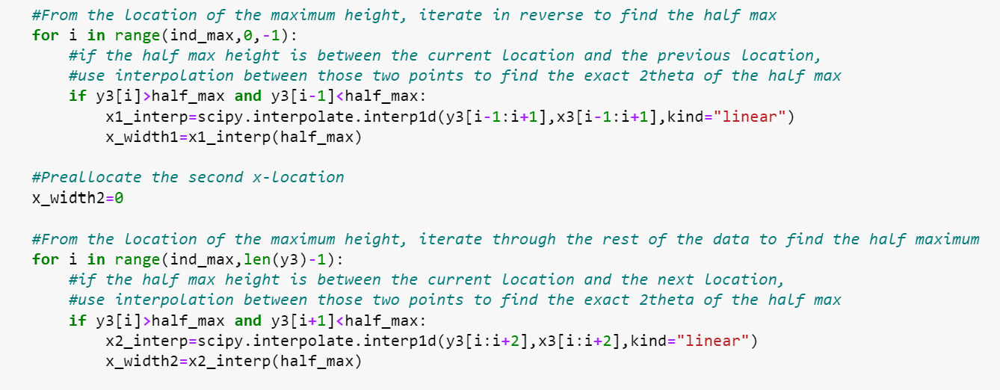 #From the location of the maximum height, iterate in reverse to find the half max
for i in range(ind_max,0,-1):
    #if the half max height is between the current location and the previous location,
    #use interpolation between those two points to find the exact 2theta of the half max
    if y3[i]>half_max and y3[i-1]<half_max:
        x1_interp=scipy.interpolate.interp1d(y3[i-1:i+1],x3[i-1:i+1],kind="linear")
        x_width1=x1_interp(half_max)
#Preallocate the second x-location
x_width2=0
#From the location of the maximum height, iterate through the rest of the data to find the half maximum
for i in range(ind_max,len(y3)-1):
    #if the half max height is between the current location and the next location,
    #use interpolation between those two points to find the exact 2theta of the half max
    if y3[i]>half_max and y3[i+1]<half_max:
        x2_interp=scipy.interpolate.interp1d(y3[i:i+2],x3[i:i+2],kind="linear")
        x_width2=x2_interp(half_max)